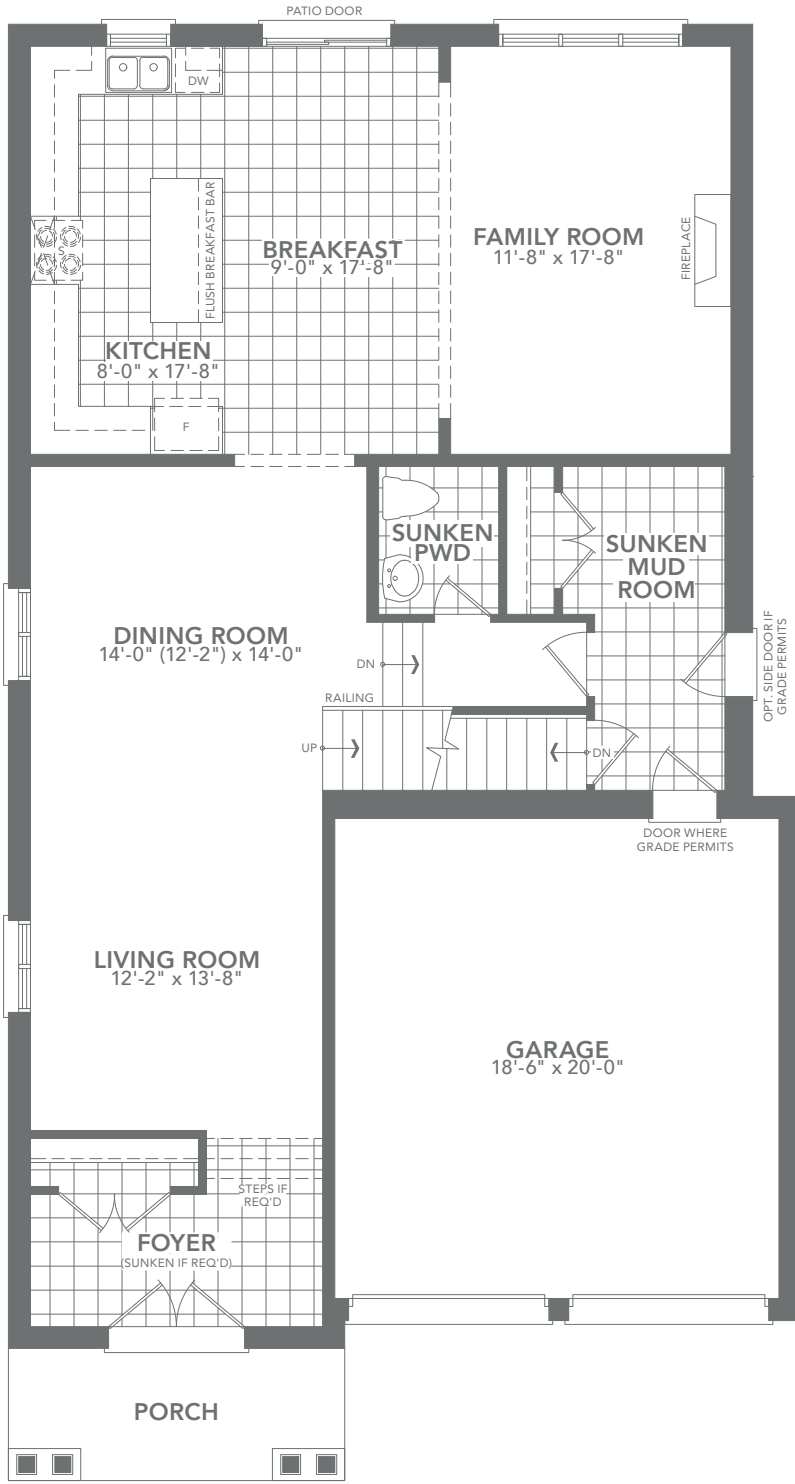 PATIO DOOR
DW
FLUSH BREAKFAST BAR
S
BREAKFAST
9'-0" x 17'-8"
FAMILY ROOM
11'-8" x 17'-8"
FIREPLACE
KITCHEN
8'-0" x 17'-8"
F
SUNKEN
PWD
SUNKEN
MUD
ROOM
DINING ROOM
14'-0" (12'-2") x 14'-0"
DN
RAILING
UP
DN
OPT. SIDE DOOR IF
GRADE PERMITS
DOOR WHERE
GRADE PERMITS
LIVING ROOM
12'-2" x 13'-8"
GARAGE
18'-6" x 20'-0"
STEPS IF
REQ'D
FOYER
(SUNKEN IF REQ'D)
PORCH